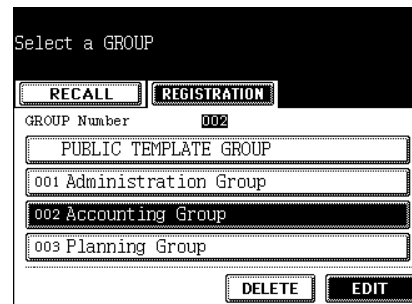 Select a GROUP
RECALL REGISTRATION
GROUP Number 002
PUBLIC TEMPLATE GROUP
001 Administration Group
002 Accounting Group
003 Planning Group
DELETE EDIT